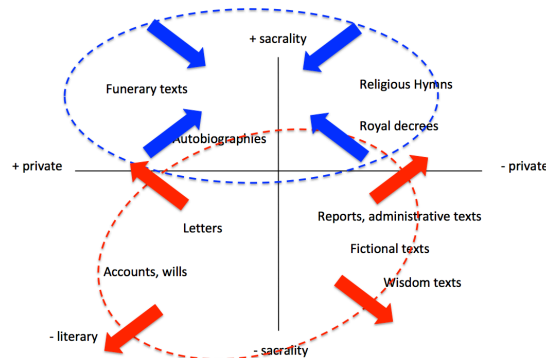 + sacrality
Funerary texts
Religious Hymns
Royal decrees
Autobiographies
+ private
- private
Reports, administrative texts
Letters
Fictional texts
Accounts, wills
Wisdom texts
- literary
- sacrality